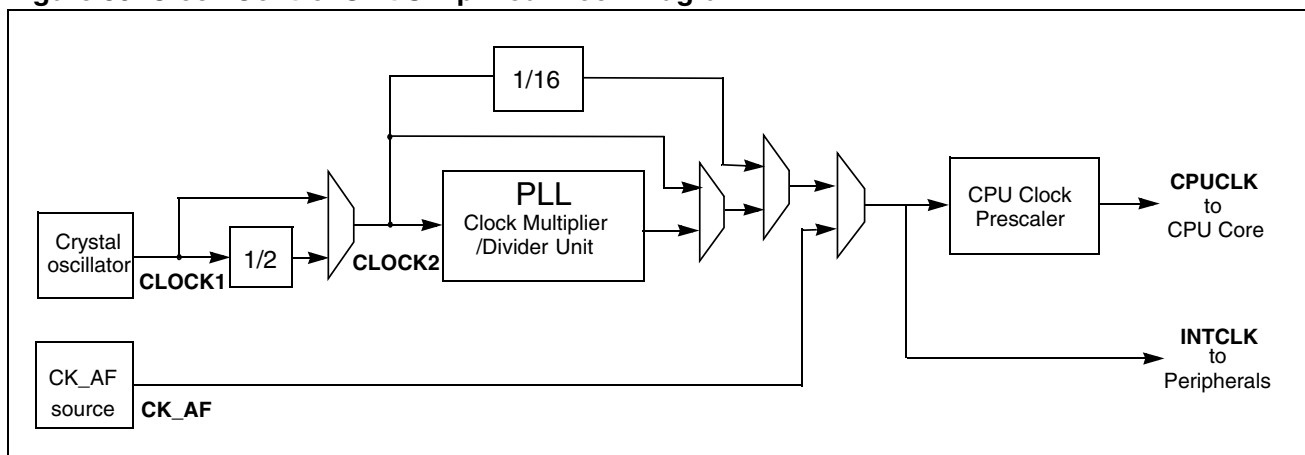 1/16
PLL
Clock Multiplier
/Divider Unit
CPU Clock
Prescaler
CPUCLK
to
CPU Core
Crystal
oscillator
CLOCK1
1/2
CLOCK2
INTCLK
to
Peripherals
CK_AF
source
CK_AF